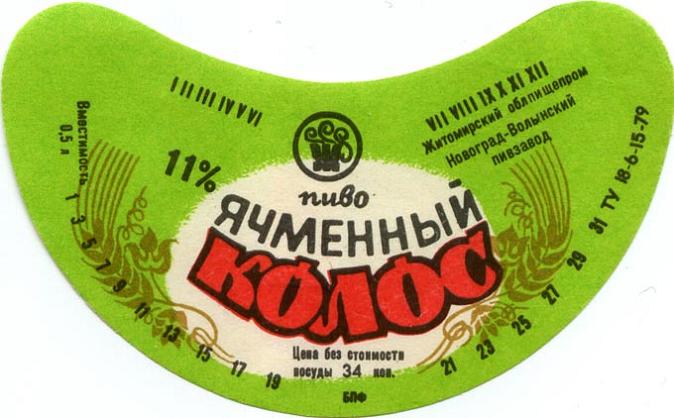 I II III IV V VI
VII VIII IX X XI XII
Житомирский облпищепром
Новоград-Волынский
пивзавод
Вместимость
0,5 л
11%
пиво
ЯЧМЕННЫЙ
КОЛОС
Цена без стоимости
посуды 34 коп.
1 3 5 7 9 11 13 15 17 19 21 23 25 27 29 31 ТУ 18-6-15-79
БПФ